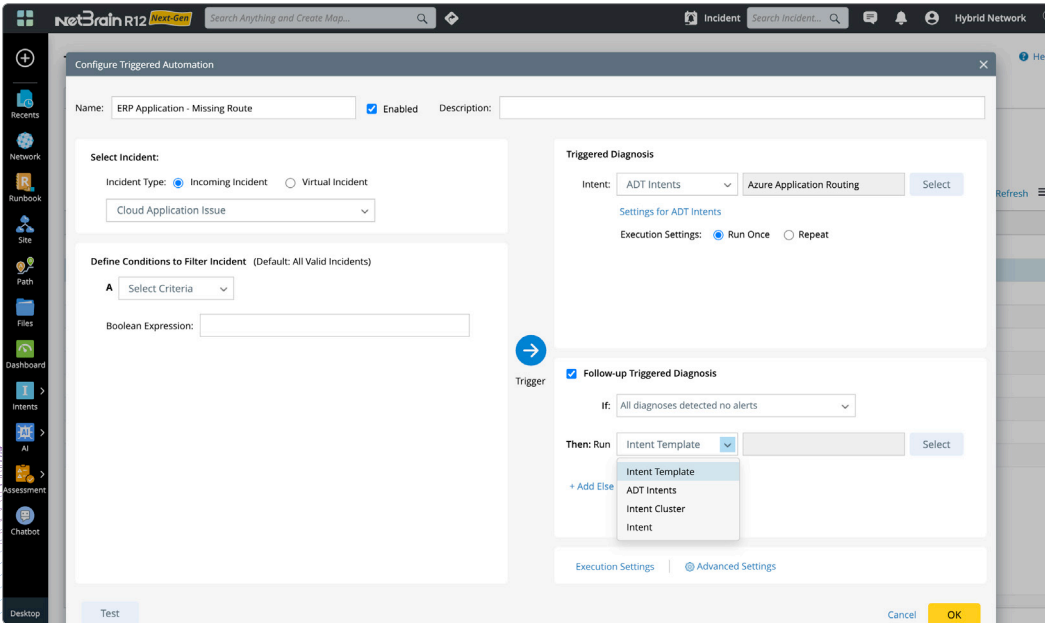 NetBrain R12 Next-Gen
Search Anything and Create Map...
Incident
Search Incident...
Hybrid Network
Recents
Network
Runbook
Site
Path
Files
Dashboard
Intents
AI
Assessment
Chatbot
Desktop
He
Refresh
Configure Triggered Automation
Name: ERP Application - Missing Route
Enabled
Description:
Select Incident:
Incident Type: Incoming Incident Virtual Incident
Cloud Application Issue
Define Conditions to Filter Incident (Default: All Valid Incidents)
A Select Criteria
Boolean Expression:
Trigger
Triggered Diagnosis
Intent: ADT Intents Azure Application Routing Select
Settings for ADT Intents
Execution Settings: Run Once Repeat
Follow-up Triggered Diagnosis
If: All diagnoses detected no alerts
Then: Run Intent Template Select
Intent Template
ADT Intents
Intent Cluster
Intent
+ Add Else
Execution Settings
Advanced Settings
Test
Cancel
OK